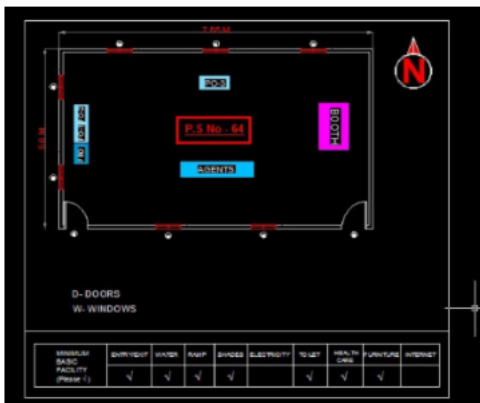 N
PO-3
P.S No - 64
BOOTH
AGENTS
D- DOORS
W- WINDOWS
MINIMUM BASIC FACILITY (Please √)
ENTRY/EXIT WATER RAMP SHADES ELECTRICITY TOILET HEALTH CARE FURNITURE INTERNET
√ √ √ √ √ √ √